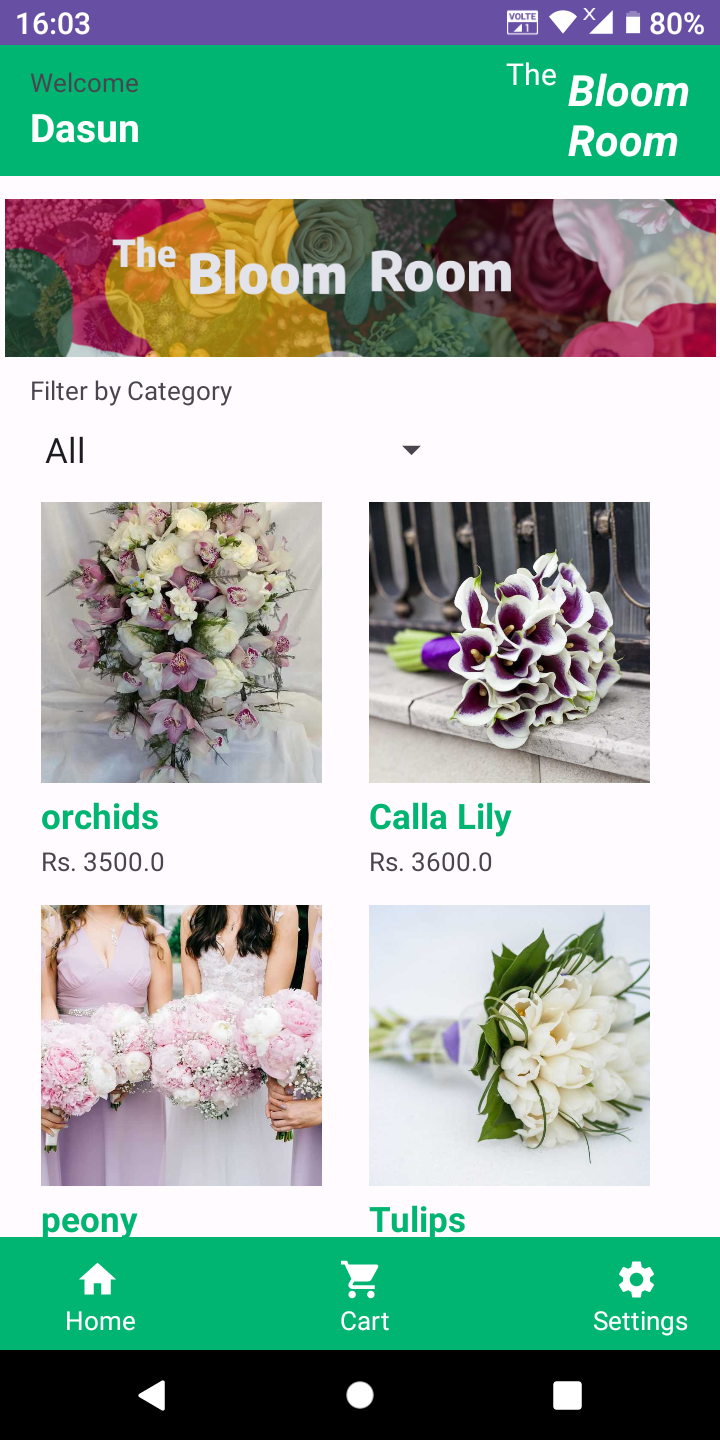 16:03
VOLTE
1
X
80%
Welcome
Dasun
The Bloom
Room
The Bloom Room
Filter by Category
All
orchids
Calla Lily
Rs. 3500.0
Rs. 3600.0
peony
Tulips
Home
Cart
Settings